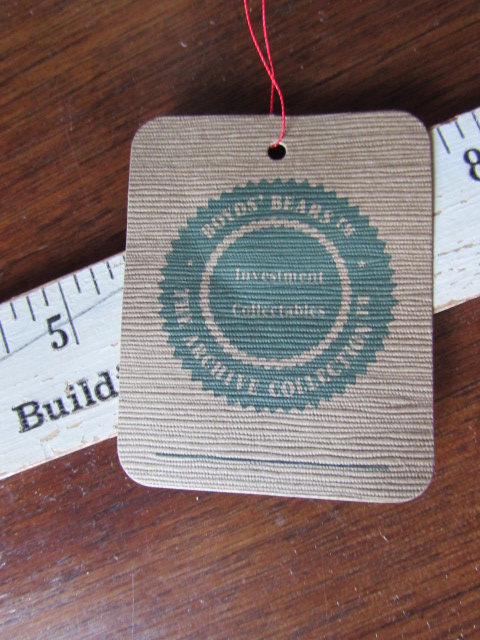 BOYDS' BEARS ©
Investment
Collectables
THE ARCHIVE COLLECTION
5
8
Build